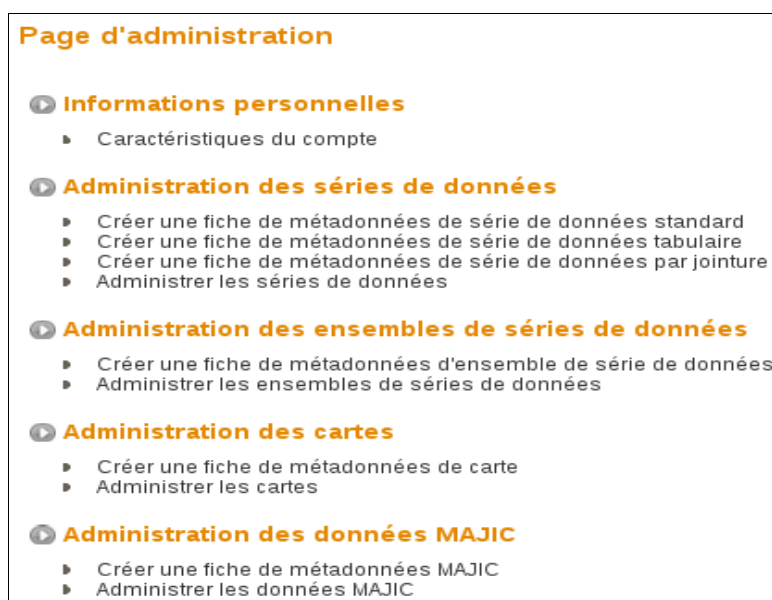 Page d'administration
Informations personnelles
Caractéristiques du compte
Administration des séries de données
Créer une fiche de métadonnées de série de données standard
Créer une fiche de métadonnées de série de données tabulaire
Créer une fiche de métadonnées de série de données par jointure
Administrer les séries de données
Administration des ensembles de séries de données
Créer une fiche de métadonnées d'ensemble de série de données
Administrer les ensembles de séries de données
Administration des cartes
Créer une fiche de métadonnées de carte
Administrer les cartes
Administration des données MAJIC
Créer une fiche de métadonnées MAJIC
Administrer les données MAJIC